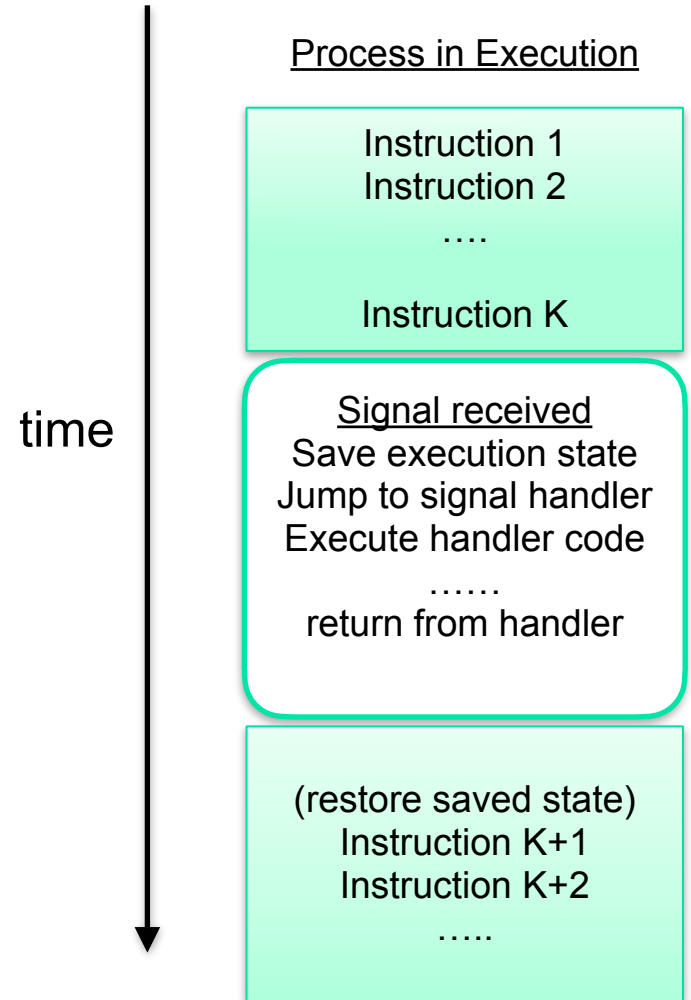 Process in Execution
Instruction 1
Instruction 2
….
Instruction K
time
Signal received
Save execution state
Jump to signal handler
Execute handler code
……
return from handler
(restore saved state)
Instruction K+1
Instruction K+2
…..